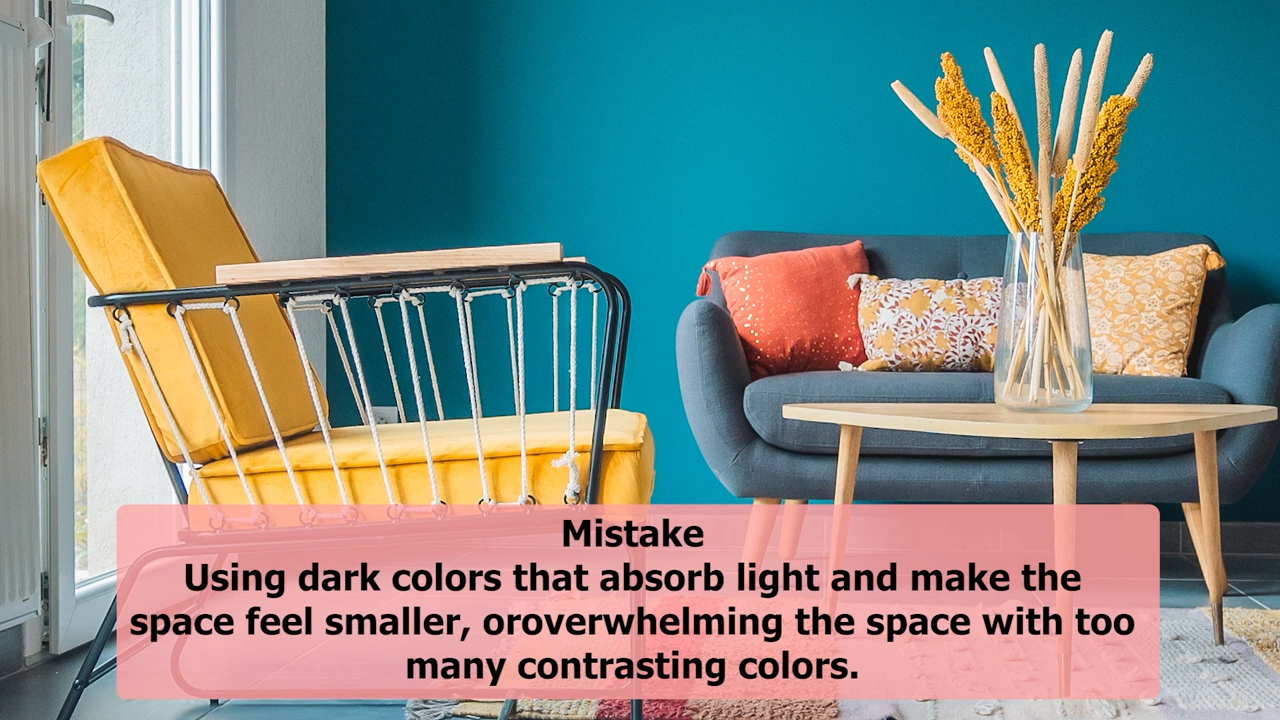 Mistake
Using dark colors that absorb light and make the
space feel smaller, oroverwhelming the space with too
many contrasting colors.